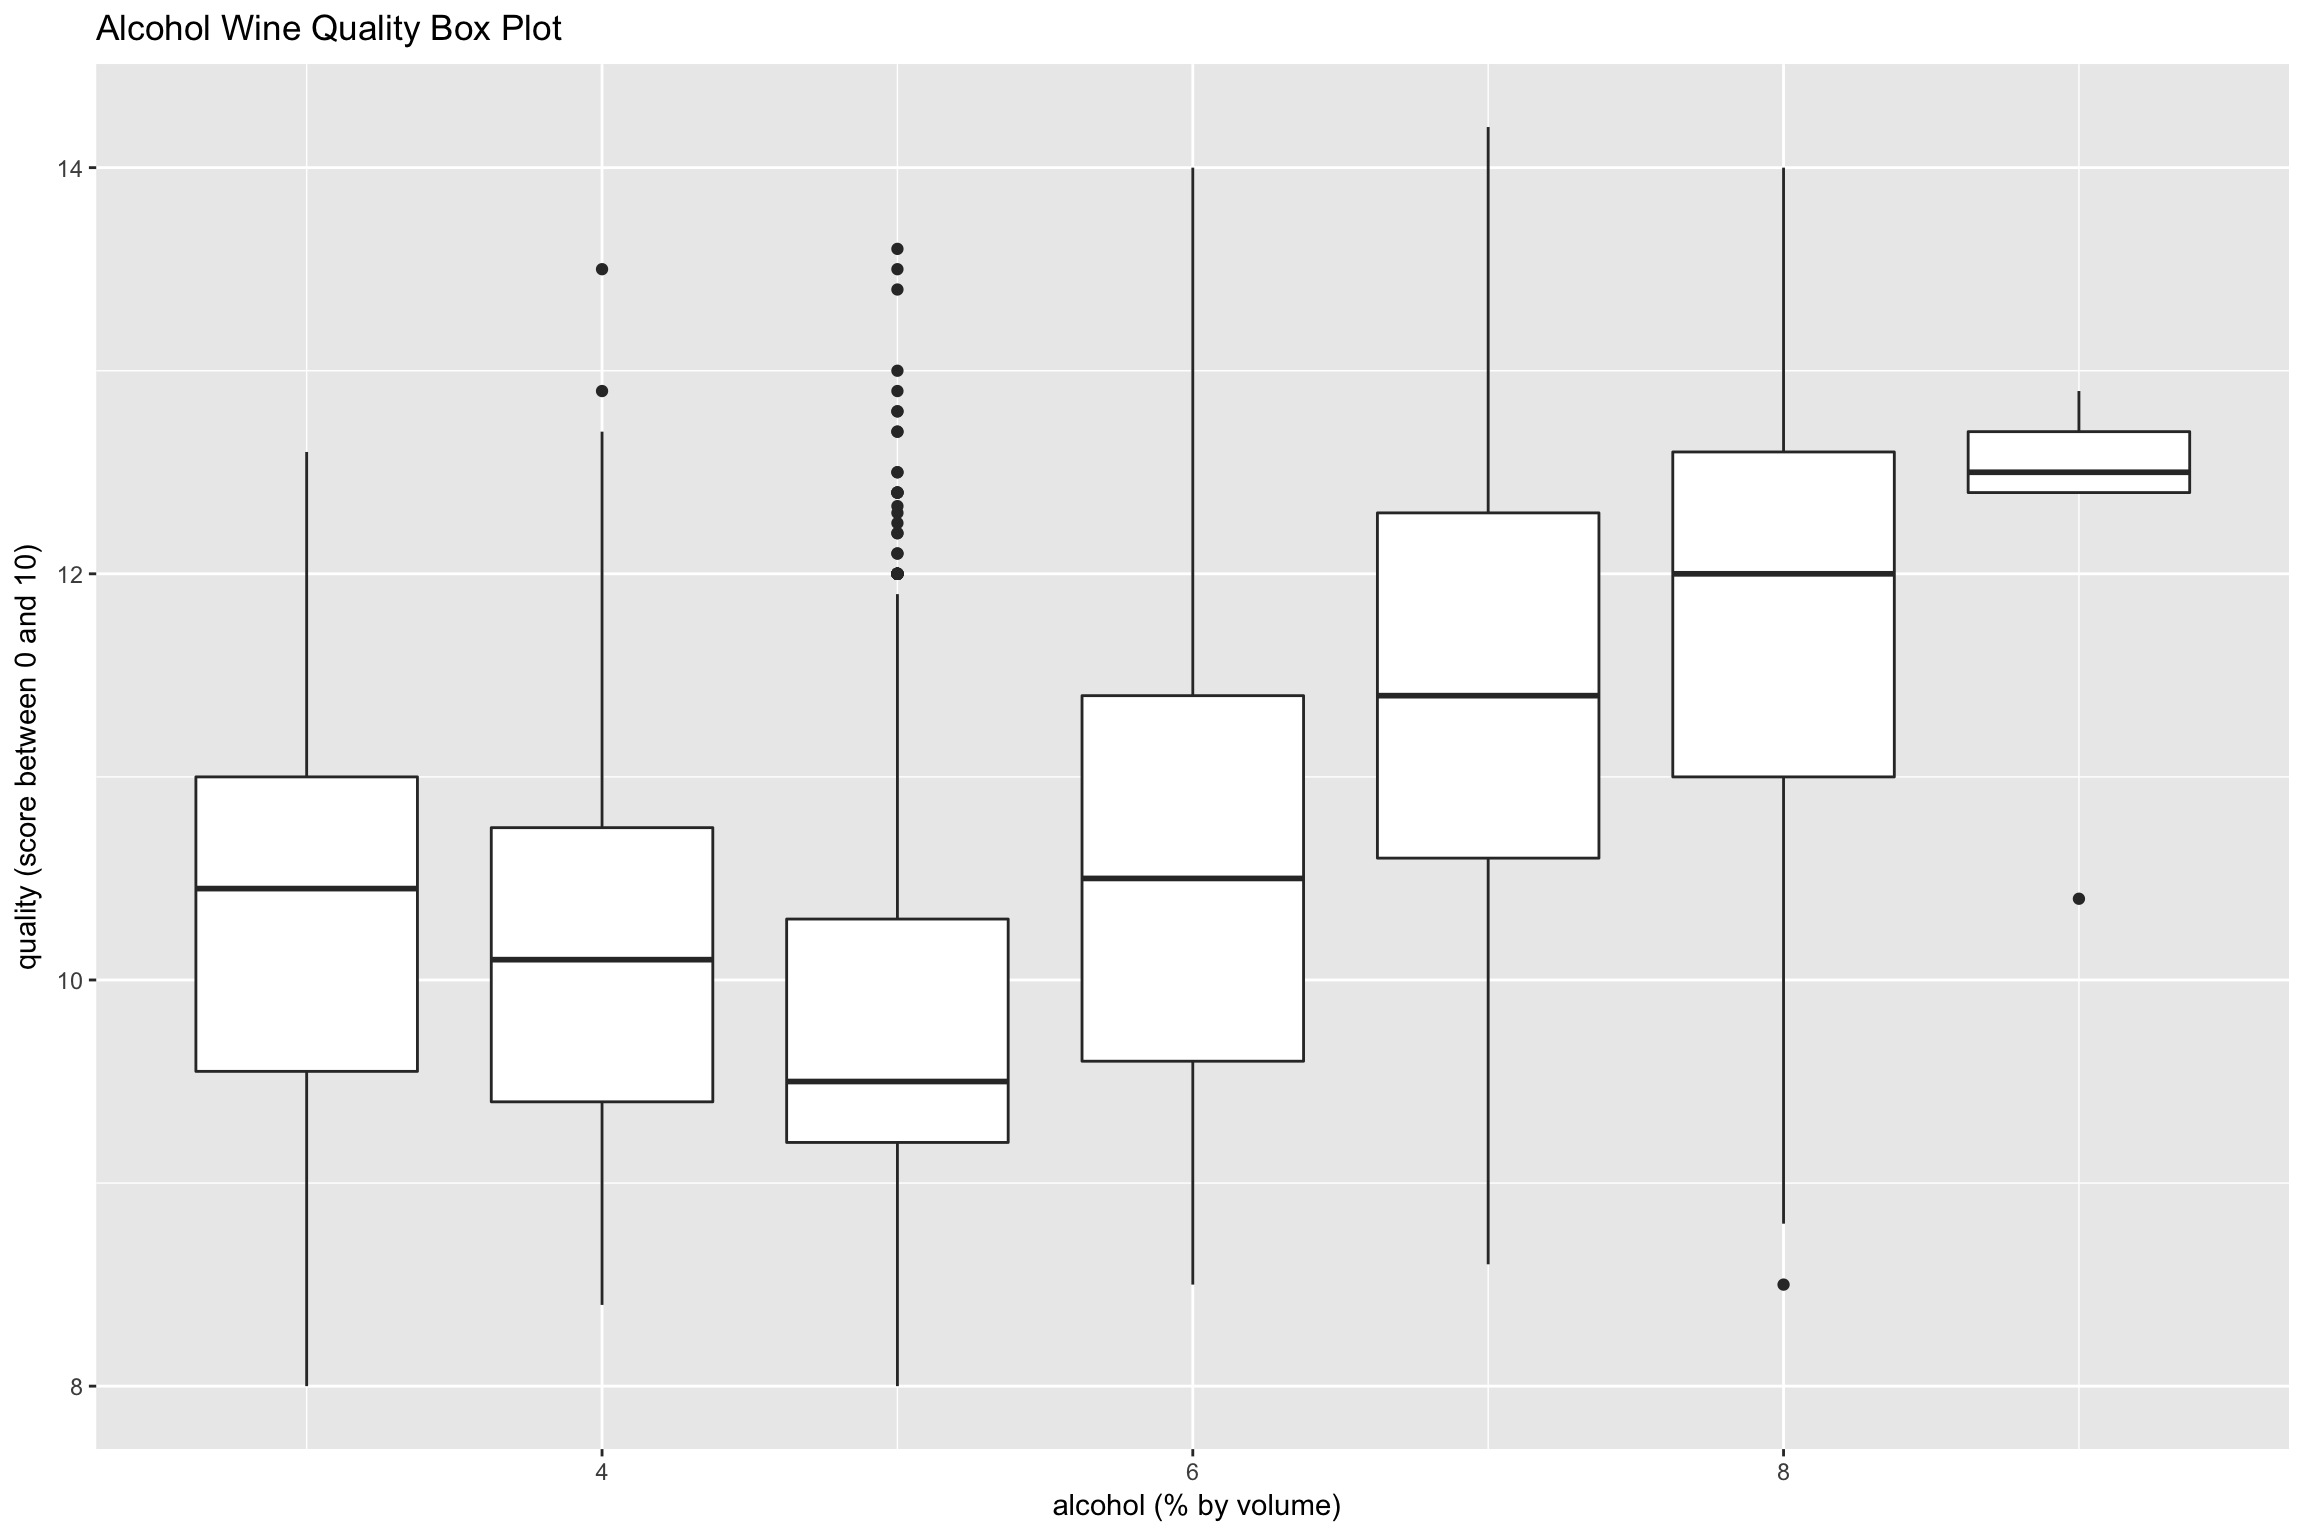 Alcohol Wine Quality Box Plot
quality (score between 0 and 10)
14
12
10
8
4
6
8
alcohol (% by volume)